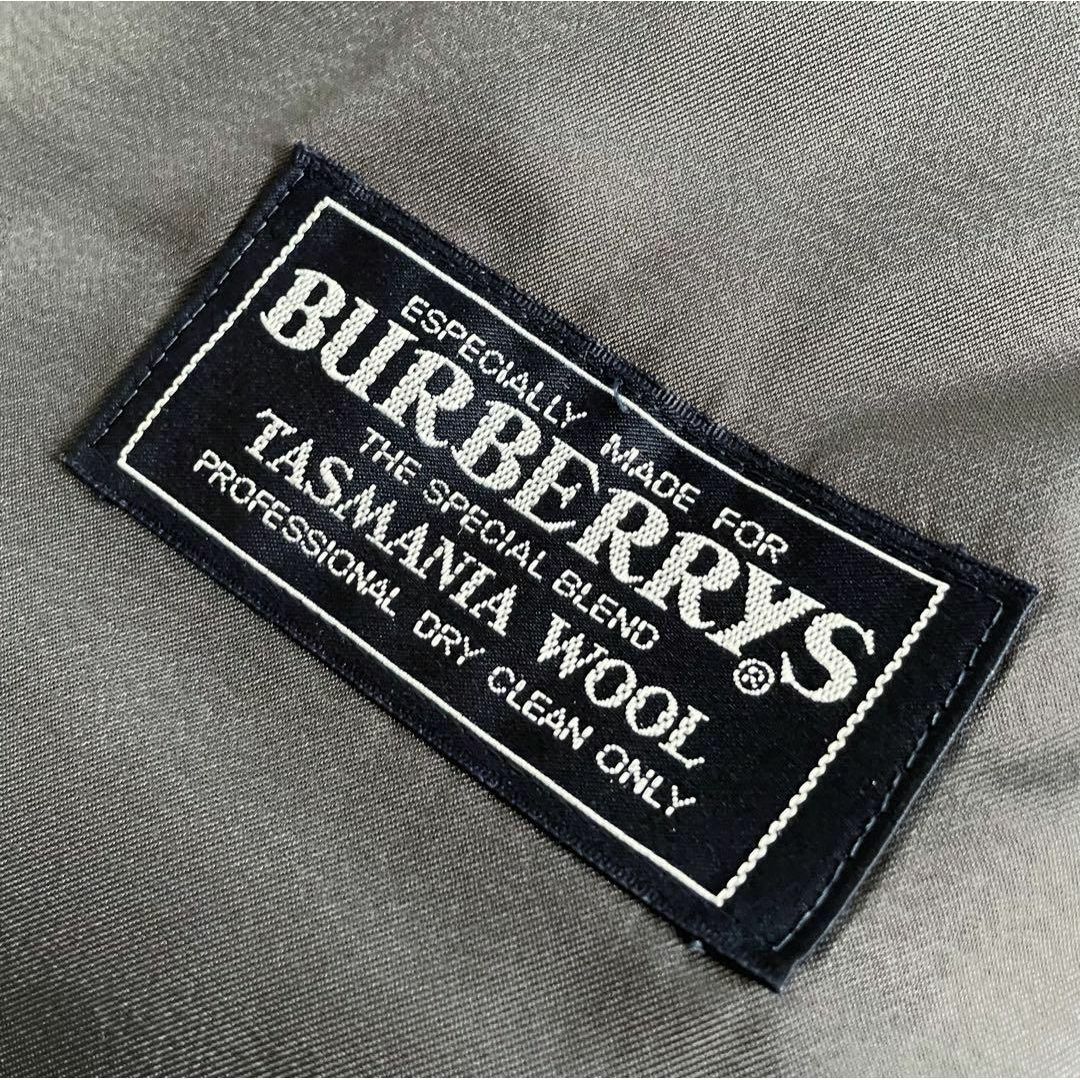 ESPECIALLY MADE FOR
BURBERRYS®
THE SPECIAL BLEND
TASMANIA WOOL
PROFESSIONAL DRY CLEAN ONLY